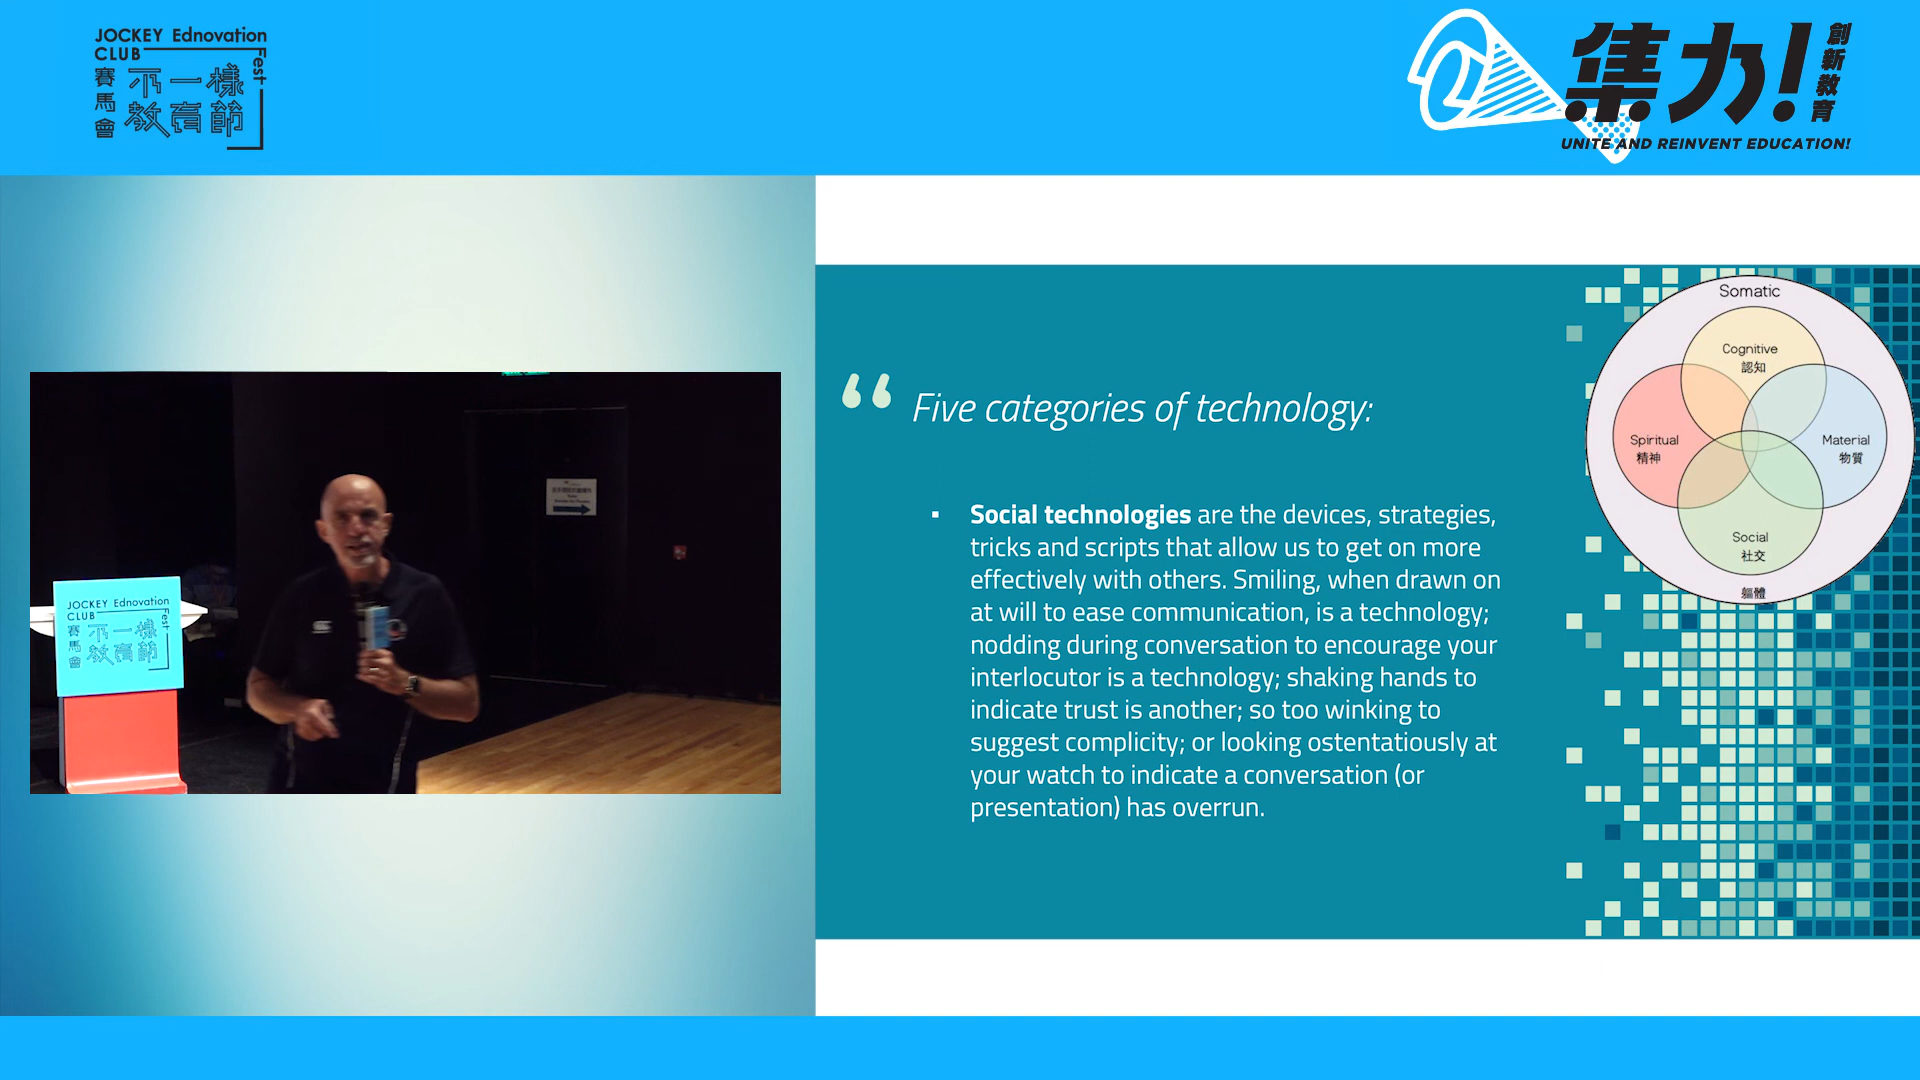 JOCKEY Ednovation
CLUB Fest
賽馬會
不一樣
教育節
集力!
創新教育
UNITE AND REINVENT EDUCATION!
“ Five categories of technology:
▪ Social technologies are the devices, strategies,
tricks and scripts that allow us to get on more
effectively with others. Smiling, when drawn on
at will to ease communication, is a technology;
nodding during conversation to encourage your
interlocutor is a technology; shaking hands to
indicate trust is another; so too winking to
suggest complicity; or looking ostentatiously at
your watch to indicate a conversation (or
presentation) has overrun.
Somatic
Cognitive
認知
Spiritual
精神
Material
物質
Social
社交
軀體
JOCKEY Ednovation
CLUB Fest
賽馬會
不一樣
教育節